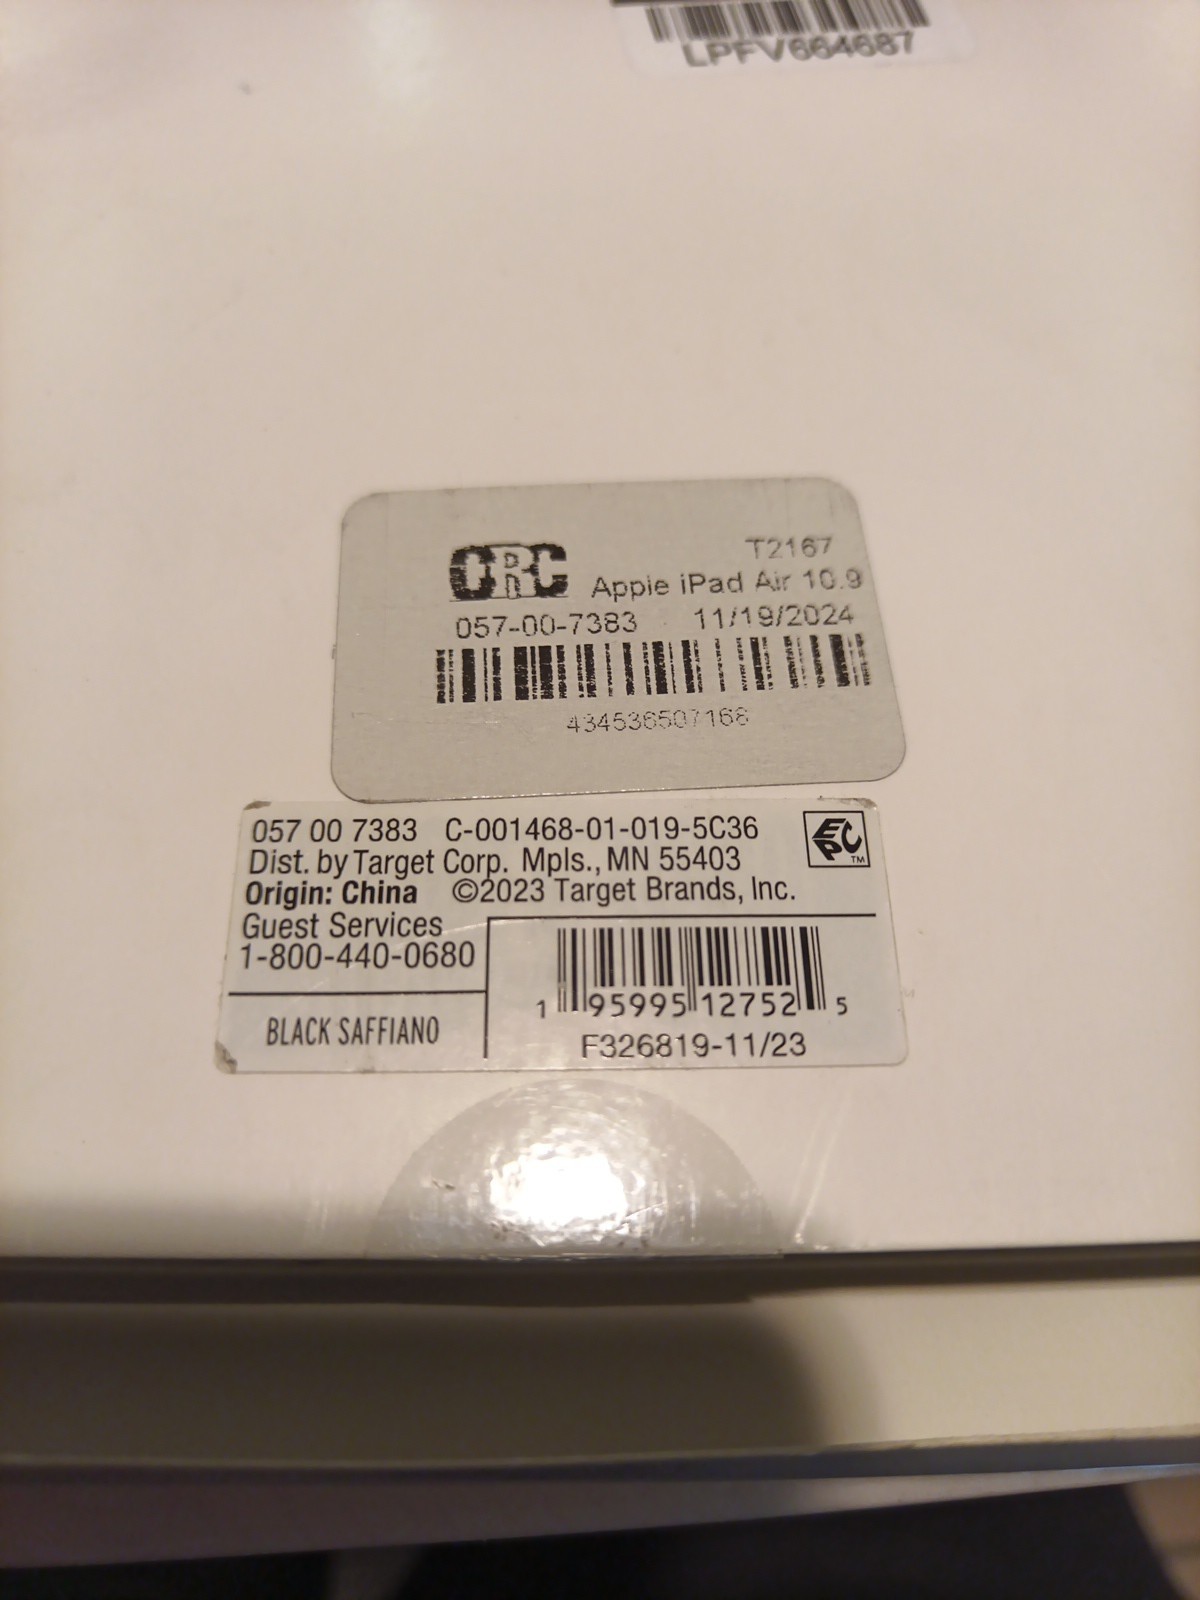 LPFV664687
CRC
T2167
Apple iPad Air 10.9
057-00-7383 11/19/2024
434536507168
057 00 7383 C-001468-01-019-5C36
Dist. by Target Corp. Mpls., MN 55403
Origin: China ©2023 Target Brands, Inc.
Guest Services
1-800-440-0680
EPC TM
1 95995 12752 5
BLACK SAFFIANO
F326819-11/23